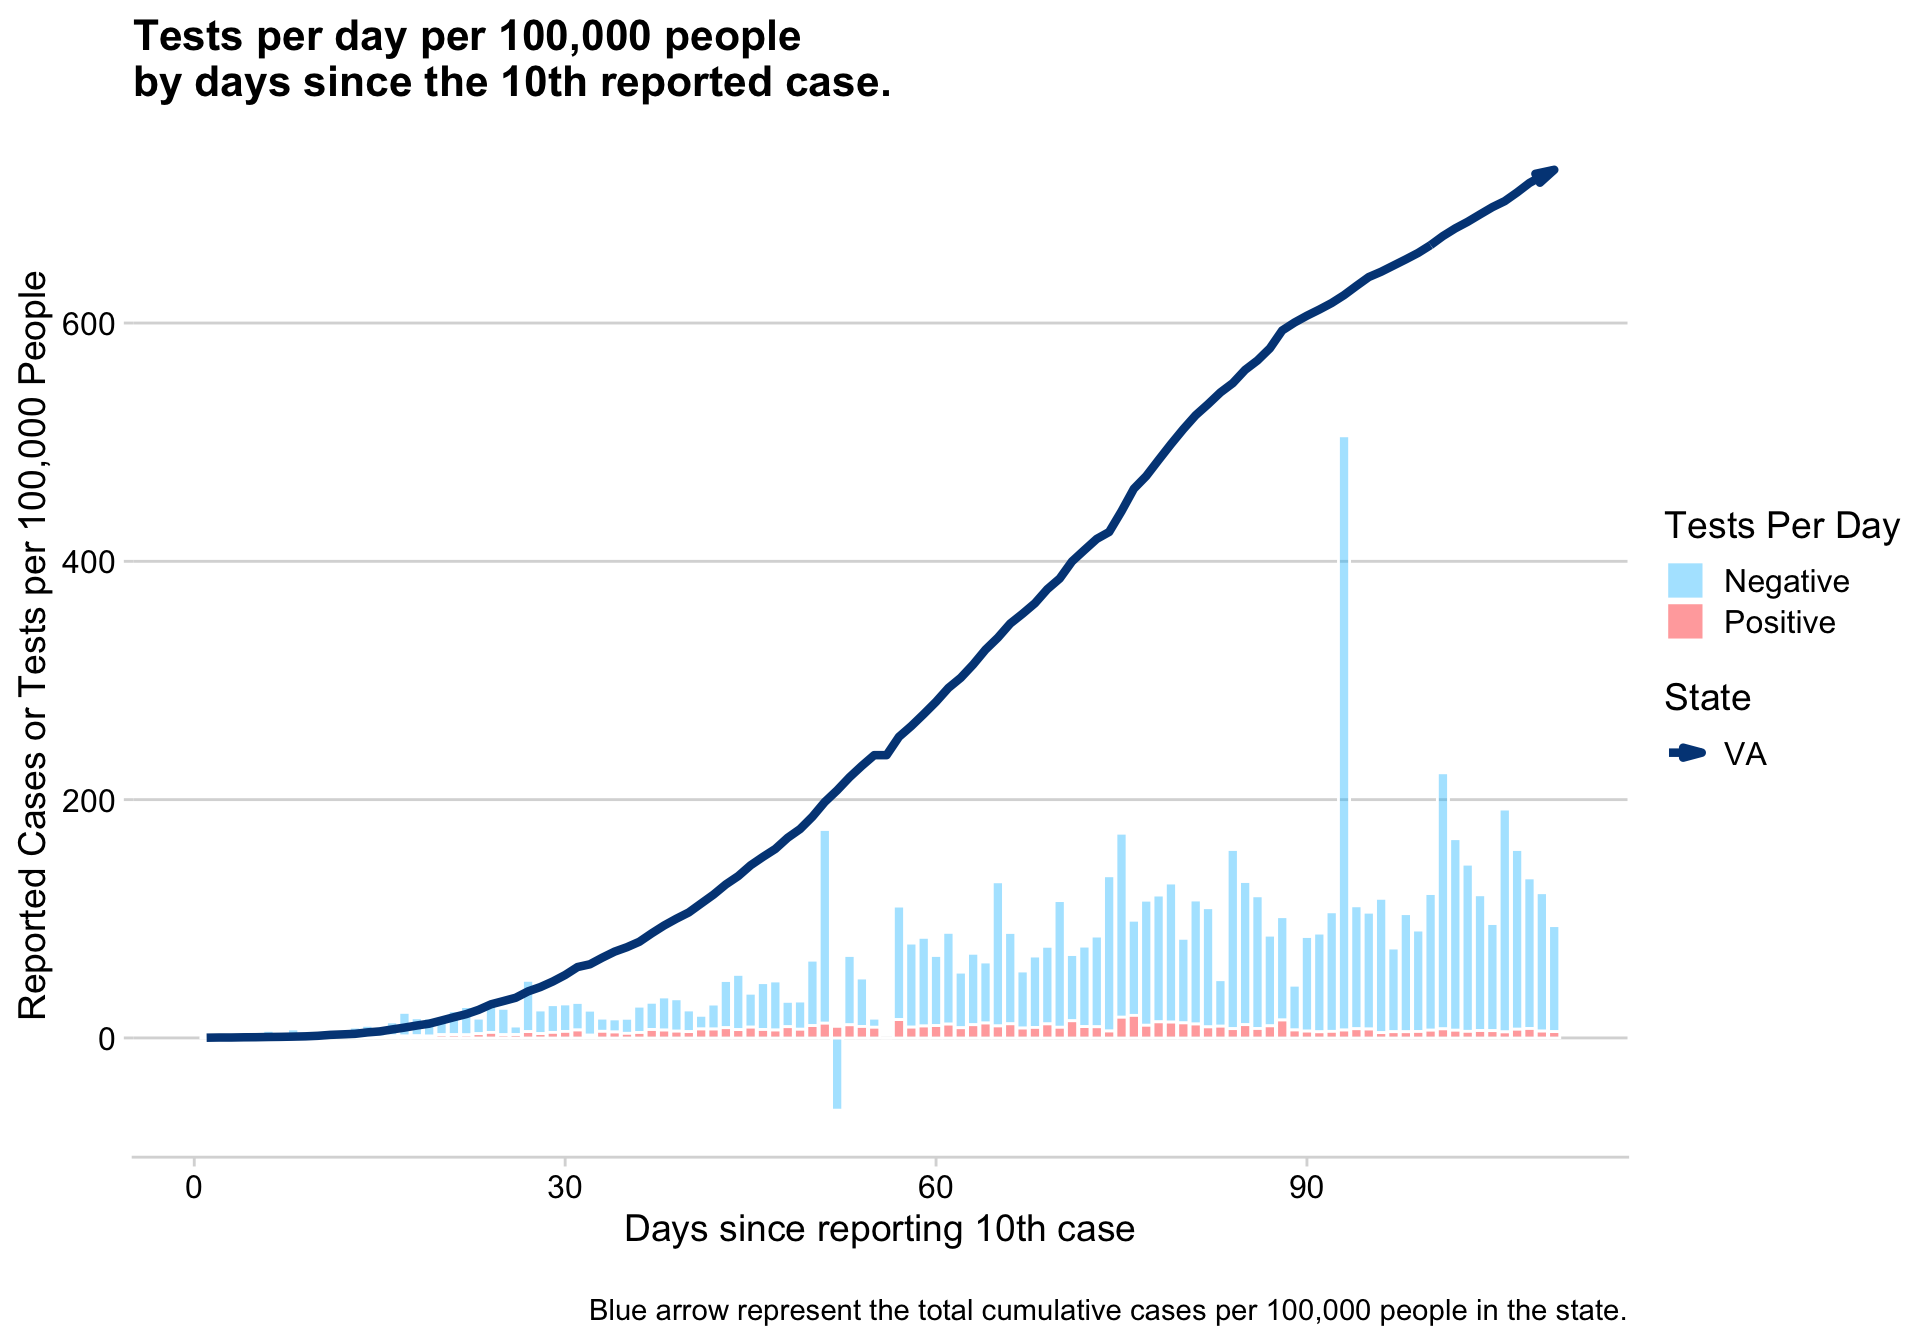 Tests per day per 100,000 people
by days since the 10th reported case.
Reported Cases or Tests per 100,000 People
600
400
200
0
0
30
60
90
Days since reporting 10th case
Tests Per Day
Negative
Positive
State
VA
Blue arrow represent the total cumulative cases per 100,000 people in the state.